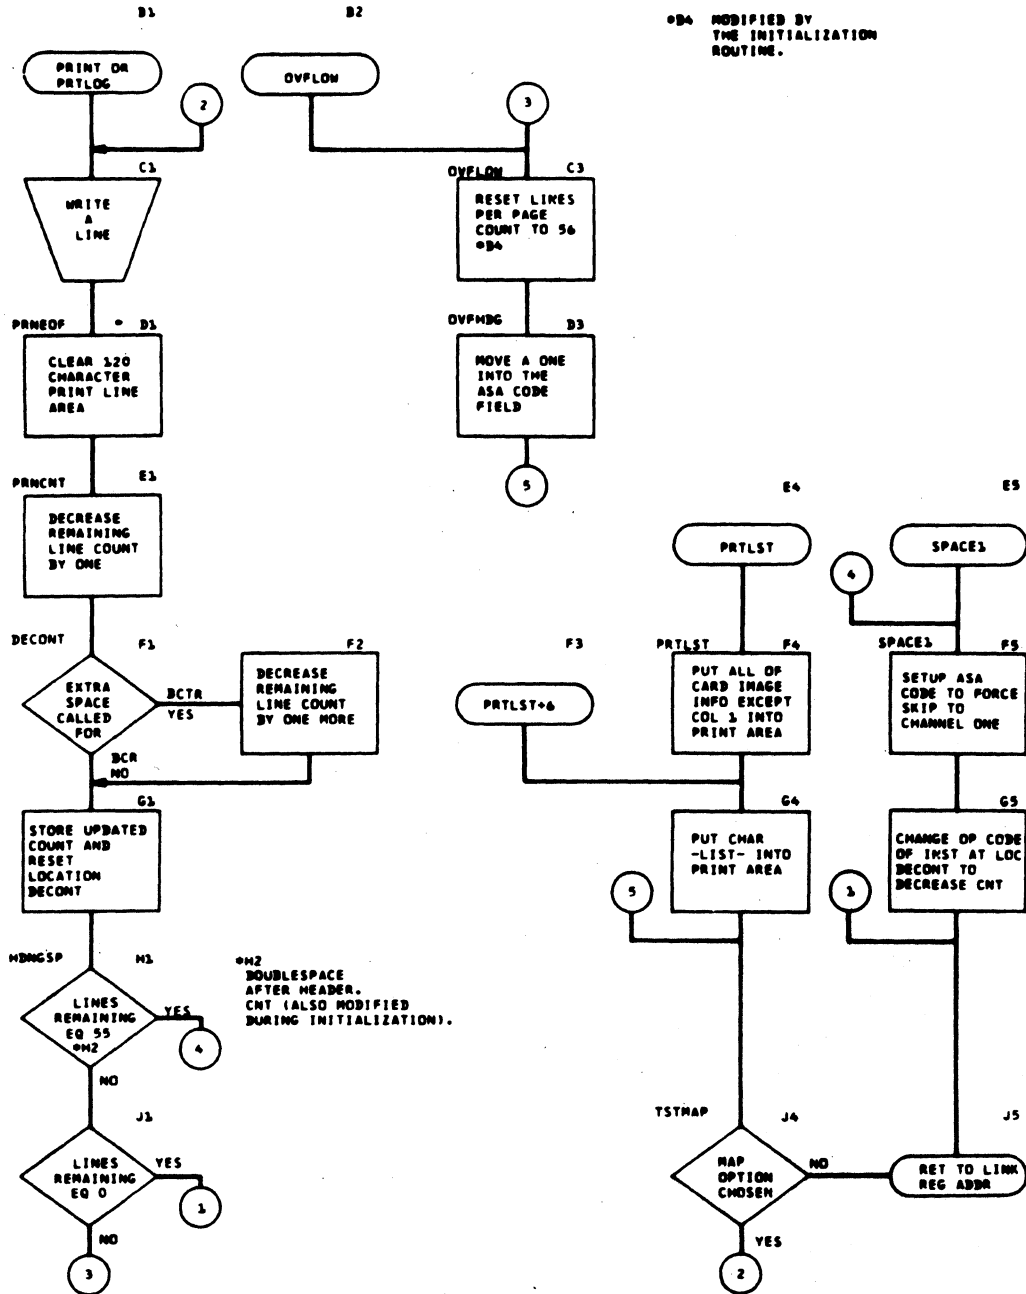 B1
B2
*B4 MODIFIED BY
THE INITIALIZATION
ROUTINE.
PRINT OR
PRTLOG
OVFLOW
2
3
C1
WRITE
A
LINE
OVFLOW C3
RESET LIKES
PER PAGE
COUNT TO 56
*B4
PRNEOF * D1
CLEAR 120
CHARACTER
PRINT LINE
AREA
OVFHDG D3
MOVE A ONE
INTO THE
ASA CODE
FIELD
5
PRNCNT E1
DECREASE
REMAINING
LINE COUNT
BY ONE
E4
PRTLST
E5
SPACE1
4
DECONT F1
EXTRA
SPACE
CALLED
FOR
BCTR
YES
BCR
NO
F2
DECREASE
REMAINING
LINE COUNT
BY ONE MORE
F3
PRTLST+6
PRTLST F4
PUT ALL OF
CARD IMAGE
INFO EXCEPT
COL 1 INTO
PRINT AREA
SPACE1 F5
SETUP ASA
CODE TO FORCE
SKIP TO
CHANNEL ONE
G1
STORE UPDATED
COUNT AND
RESET
LOCATION
DECONT
G4
PUT CHAR
-LIST- INTO
PRINT AREA
5
G5
CHANGE OP CODE
OF INST AT LOC
DECONT TO
DECREASE CNT
1
HDNGSP H1
LINES
REMAINING
EQ 55
*H2
YES
4
NO
*H2
DOUBLESPACE
AFTER HEADER.
CNT (ALSO MODIFIED
DURING INITIALIZATION).
J1
LINES
REMAINING
EQ 0
YES
1
NO
3
TSTMAP J4
MAP
OPTION
CHOSEN
NO
YES
2
J5
RET TO LINK
REG ADDR